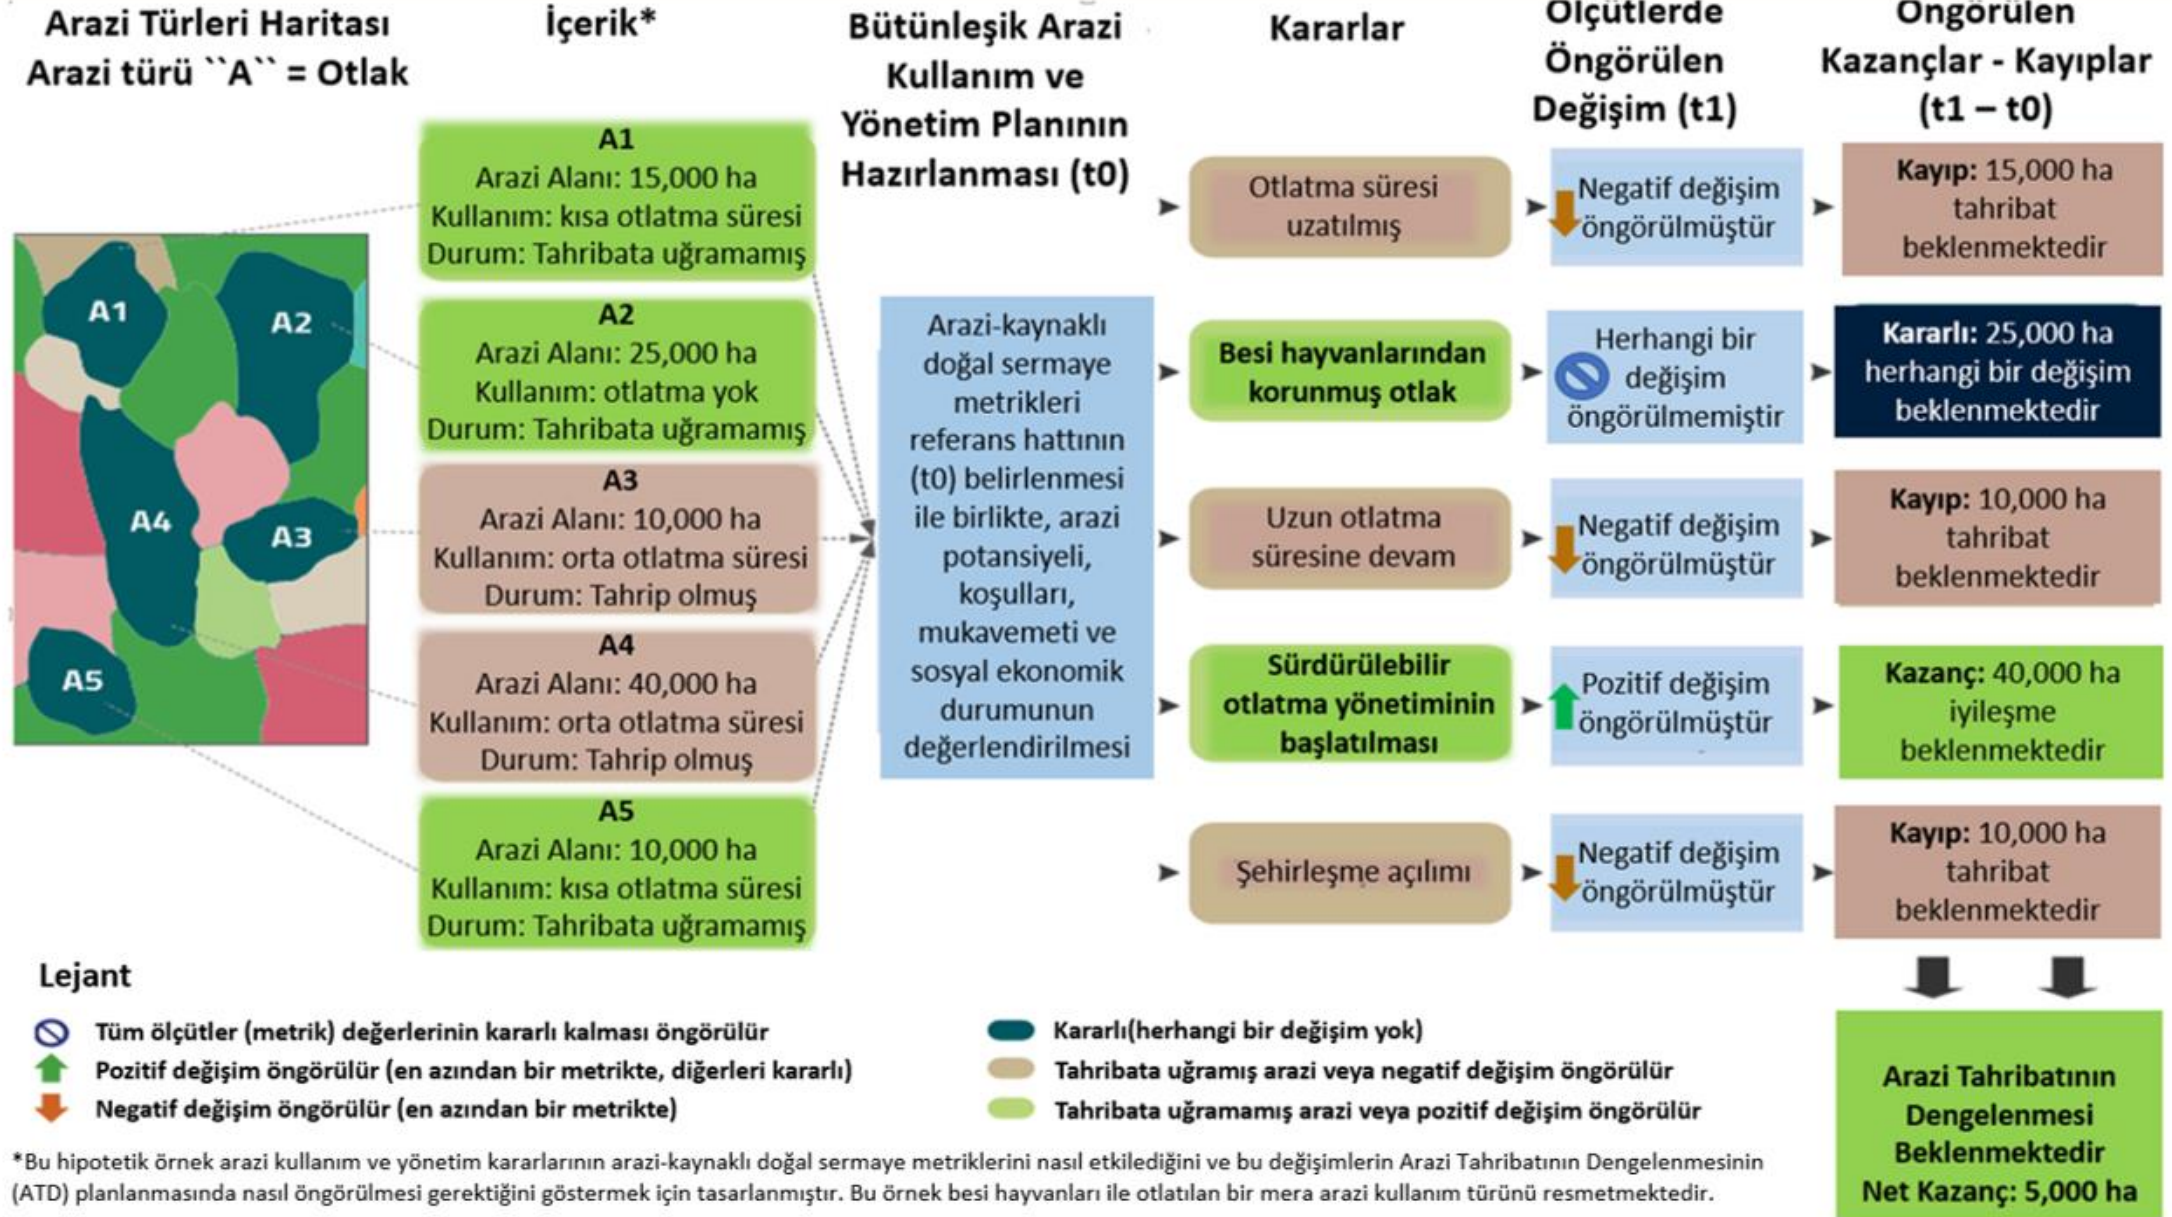 Arazi Türleri Haritası
Arazi türü ``A`` = Otlak
İçerik*
Bütünleşik Arazi
Kullanım ve
Yönetim Planının
Hazırlanması (t0)
Kararlar
Ölçütlerde
Öngörülen
Değişim (t1)
Öngörülen
Kazançlar - Kayıplar
(t1 – t0)
A1
A2
A4
A3
A5
A1
Arazi Alanı: 15,000 ha
Kullanım: kısa otlatma süresi
Durum: Tahribata uğramamış
A2
Arazi Alanı: 25,000 ha
Kullanım: otlatma yok
Durum: Tahribata uğramamış
A3
Arazi Alanı: 10,000 ha
Kullanım: orta otlatma süresi
Durum: Tahrip olmuş
A4
Arazi Alanı: 40,000 ha
Kullanım: orta otlatma süresi
Durum: Tahrip olmuş
A5
Arazi Alanı: 10,000 ha
Kullanım: kısa otlatma süresi
Durum: Tahribata uğramamış
Arazi-kaynaklı
doğal sermaye
metrikleri
referans hattının
(t0) belirlenmesi
ile birlikte, arazi
potansiyeli,
koşulları,
mukavemeti ve
sosyal ekonomik
durumunun
değerlendirilmesi
Otlatma süresi
uzatılmış
Negatif değişim
öngörülmüştür
Kayıp: 15,000 ha
tahribat
beklenmektedir
Besi hayvanlarından
korunmuş otlak
Herhangi bir
değişim
öngörülmemiştir
Kararlı: 25,000 ha
herhangi bir değişim
beklenmektedir
Uzun otlatma
süresine devam
Negatif değişim
öngörülmüştür
Kayıp: 10,000 ha
tahribat
beklenmektedir
Sürdürülebilir
otlatma yönetiminin
başlatılması
Pozitif değişim
öngörülmüştür
Kazanç: 40,000 ha
iyileşme
beklenmektedir
Şehirleşme açılımı
Negatif değişim
öngörülmüştür
Kayıp: 10,000 ha
tahribat
beklenmektedir
Arazi Tahribatının
Dengelenmesi
Beklenmektedir
Net Kazanç: 5,000 ha
Lejant
Tüm ölçütler (metrik) değerlerinin kararlı kalması öngörülür
Pozitif değişim öngörülür (en azından bir metrikte, diğerleri kararlı)
Negatif değişim öngörülür (en azından bir metrikte)
Kararlı(herhangi bir değişim yok)
Tahribata uğramış arazi veya negatif değişim öngörülür
Tahribata uğramamış arazi veya pozitif değişim öngörülür
*Bu hipotetik örnek arazi kullanım ve yönetim kararlarının arazi-kaynaklı doğal sermaye metriklerini nasıl etkilediğini ve bu değişimlerin Arazi Tahribatının Dengelenmesinin
(ATD) planlanmasında nasıl öngörülmesi gerektiğini göstermek için tasarlanmıştır. Bu örnek besi hayvanları ile otlatılan bir mera arazi kullanım türünü resmetmektedir.